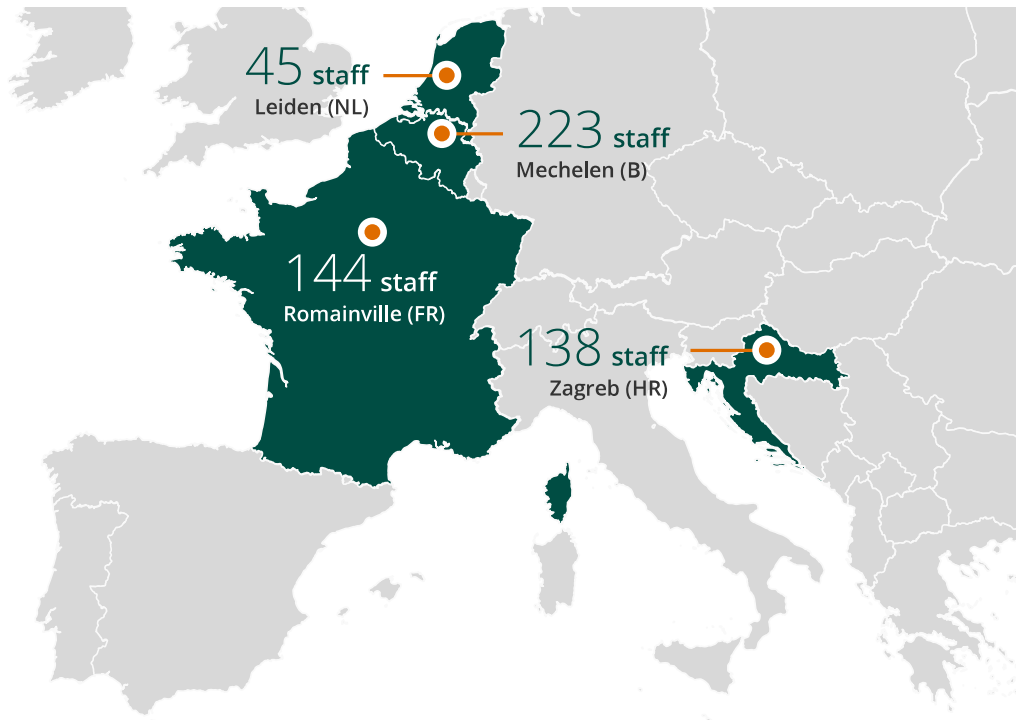 45 staff
Leiden (NL)
223 staff
Mechelen (B)
144 staff
Romainville (FR)
138 staff
Zagreb (HR)